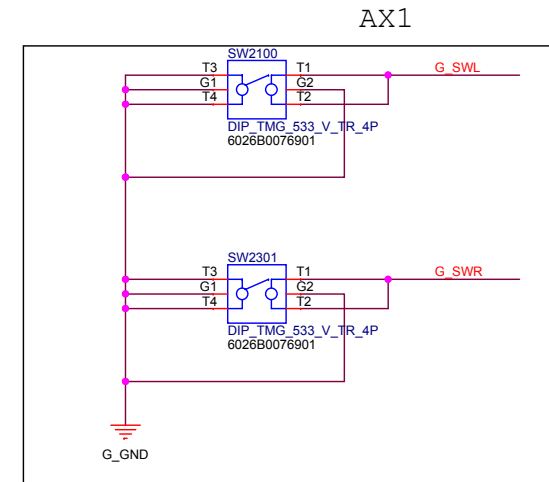 AX1
SW2100
T3 T1 G_SWL
G1 G2
T4 T2
DIP_TMG_533_V_TR_4P
6026B0076901
SW2301
T3 T1 G_SWR
G1 G2
T4 T2
DIP_TMG_533_V_TR_4P
6026B0076901
G_GND